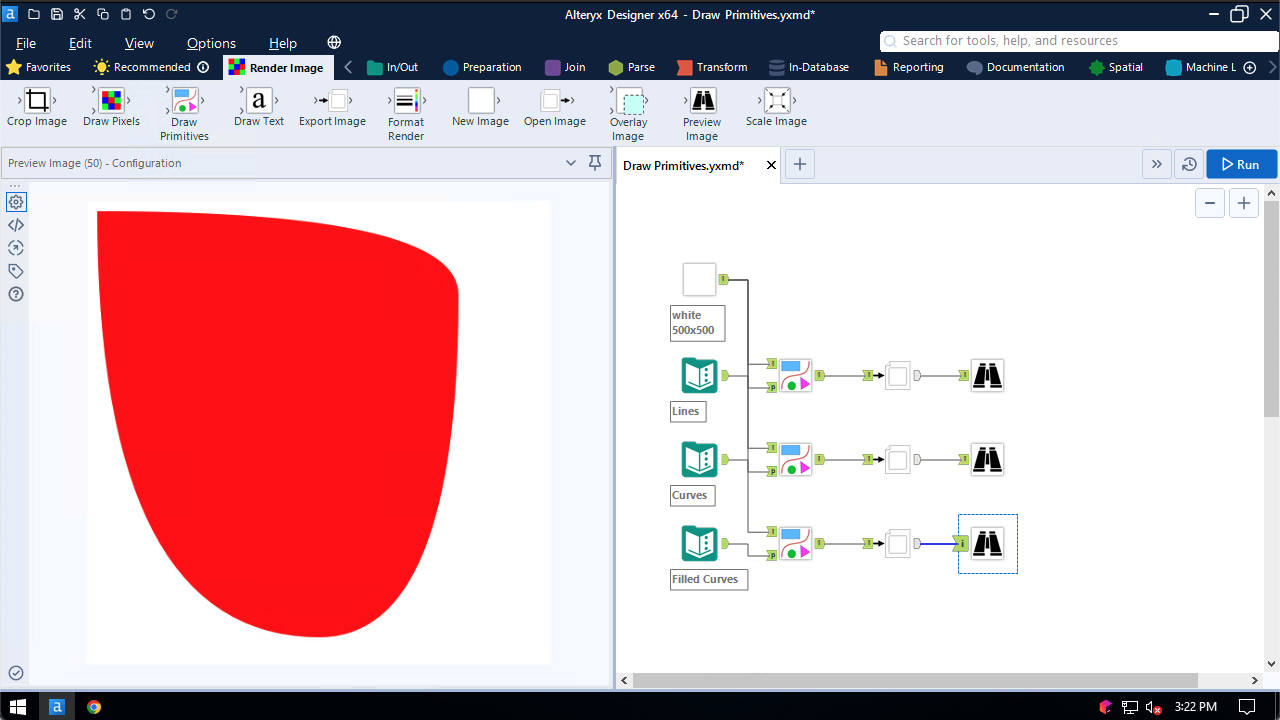 Alteryx Designer x64 - Draw Primitives.yxmd*
File Edit View Options Help
Search for tools, help, and resources
Favorites Recommended Render Image In/Out Preparation Join Parse Transform In-Database Reporting Documentation Spatial Machine L
Crop Image Draw Pixels Draw Primitives Draw Text Export Image Format Render New Image Open Image Overlay Image Preview Image Scale Image
Preview Image (50) - Configuration
Draw Primitives.yxmd*
Run
white
500x500
Lines
Curves
Filled Curves
3:22 PM